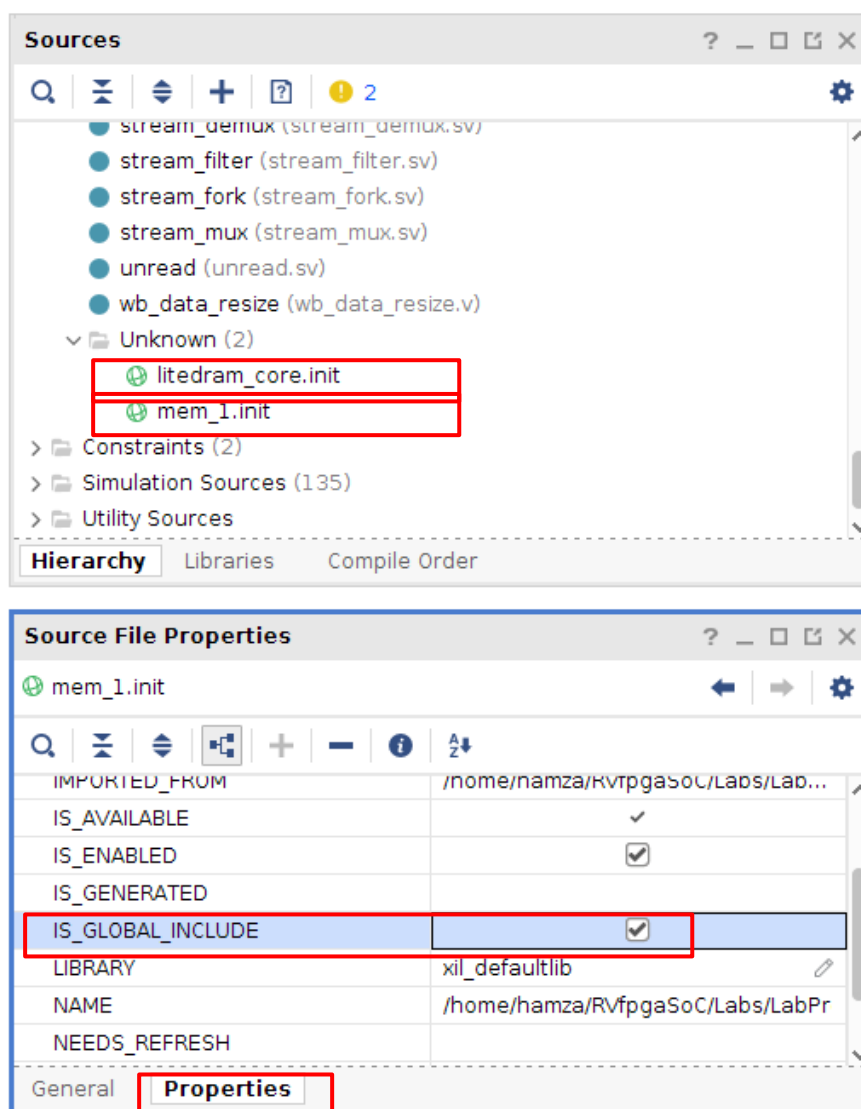 Sources
2
stream_demux (stream_demux.sv)
stream_filter (stream_filter.sv)
stream_fork (stream_fork.sv)
stream_mux (stream_mux.sv)
unread (unread.sv)
wb_data_resize (wb_data_resize.v)
Unknown (2)
litedram_core.init
mem_1.init
Constraints (2)
Simulation Sources (135)
Utility Sources
Hierarchy Libraries Compile Order
Source File Properties
mem_1.init
IMPORTED_FROM /home/hamza/RVfpgaSoC/Labs/Lab...
IS_AVAILABLE
IS_ENABLED
IS_GENERATED
IS_GLOBAL_INCLUDE
LIBRARY xil_defaultlib
NAME /home/hamza/RVfpgaSoC/Labs/LabPr
NEEDS_REFRESH
General Properties